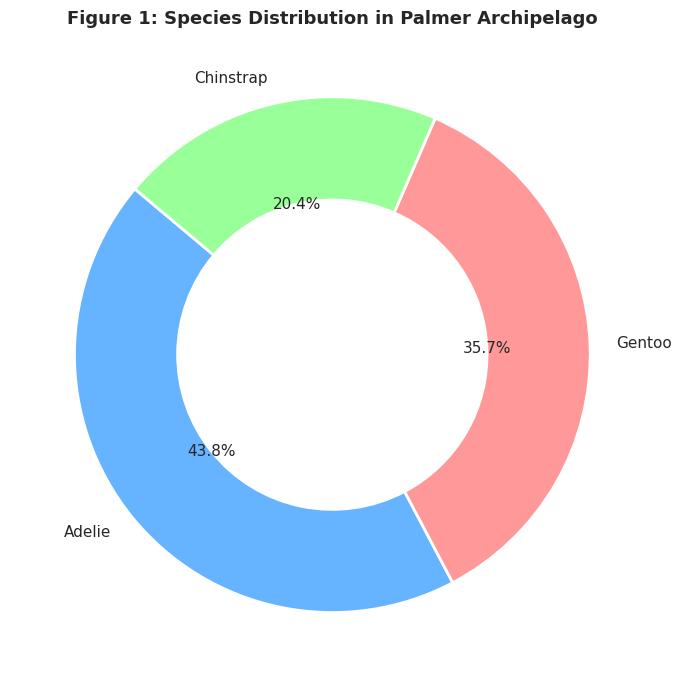 Figure 1: Species Distribution in Palmer Archipelago
Chinstrap
20.4%
Gentoo
35.7%
43.8%
Adelie